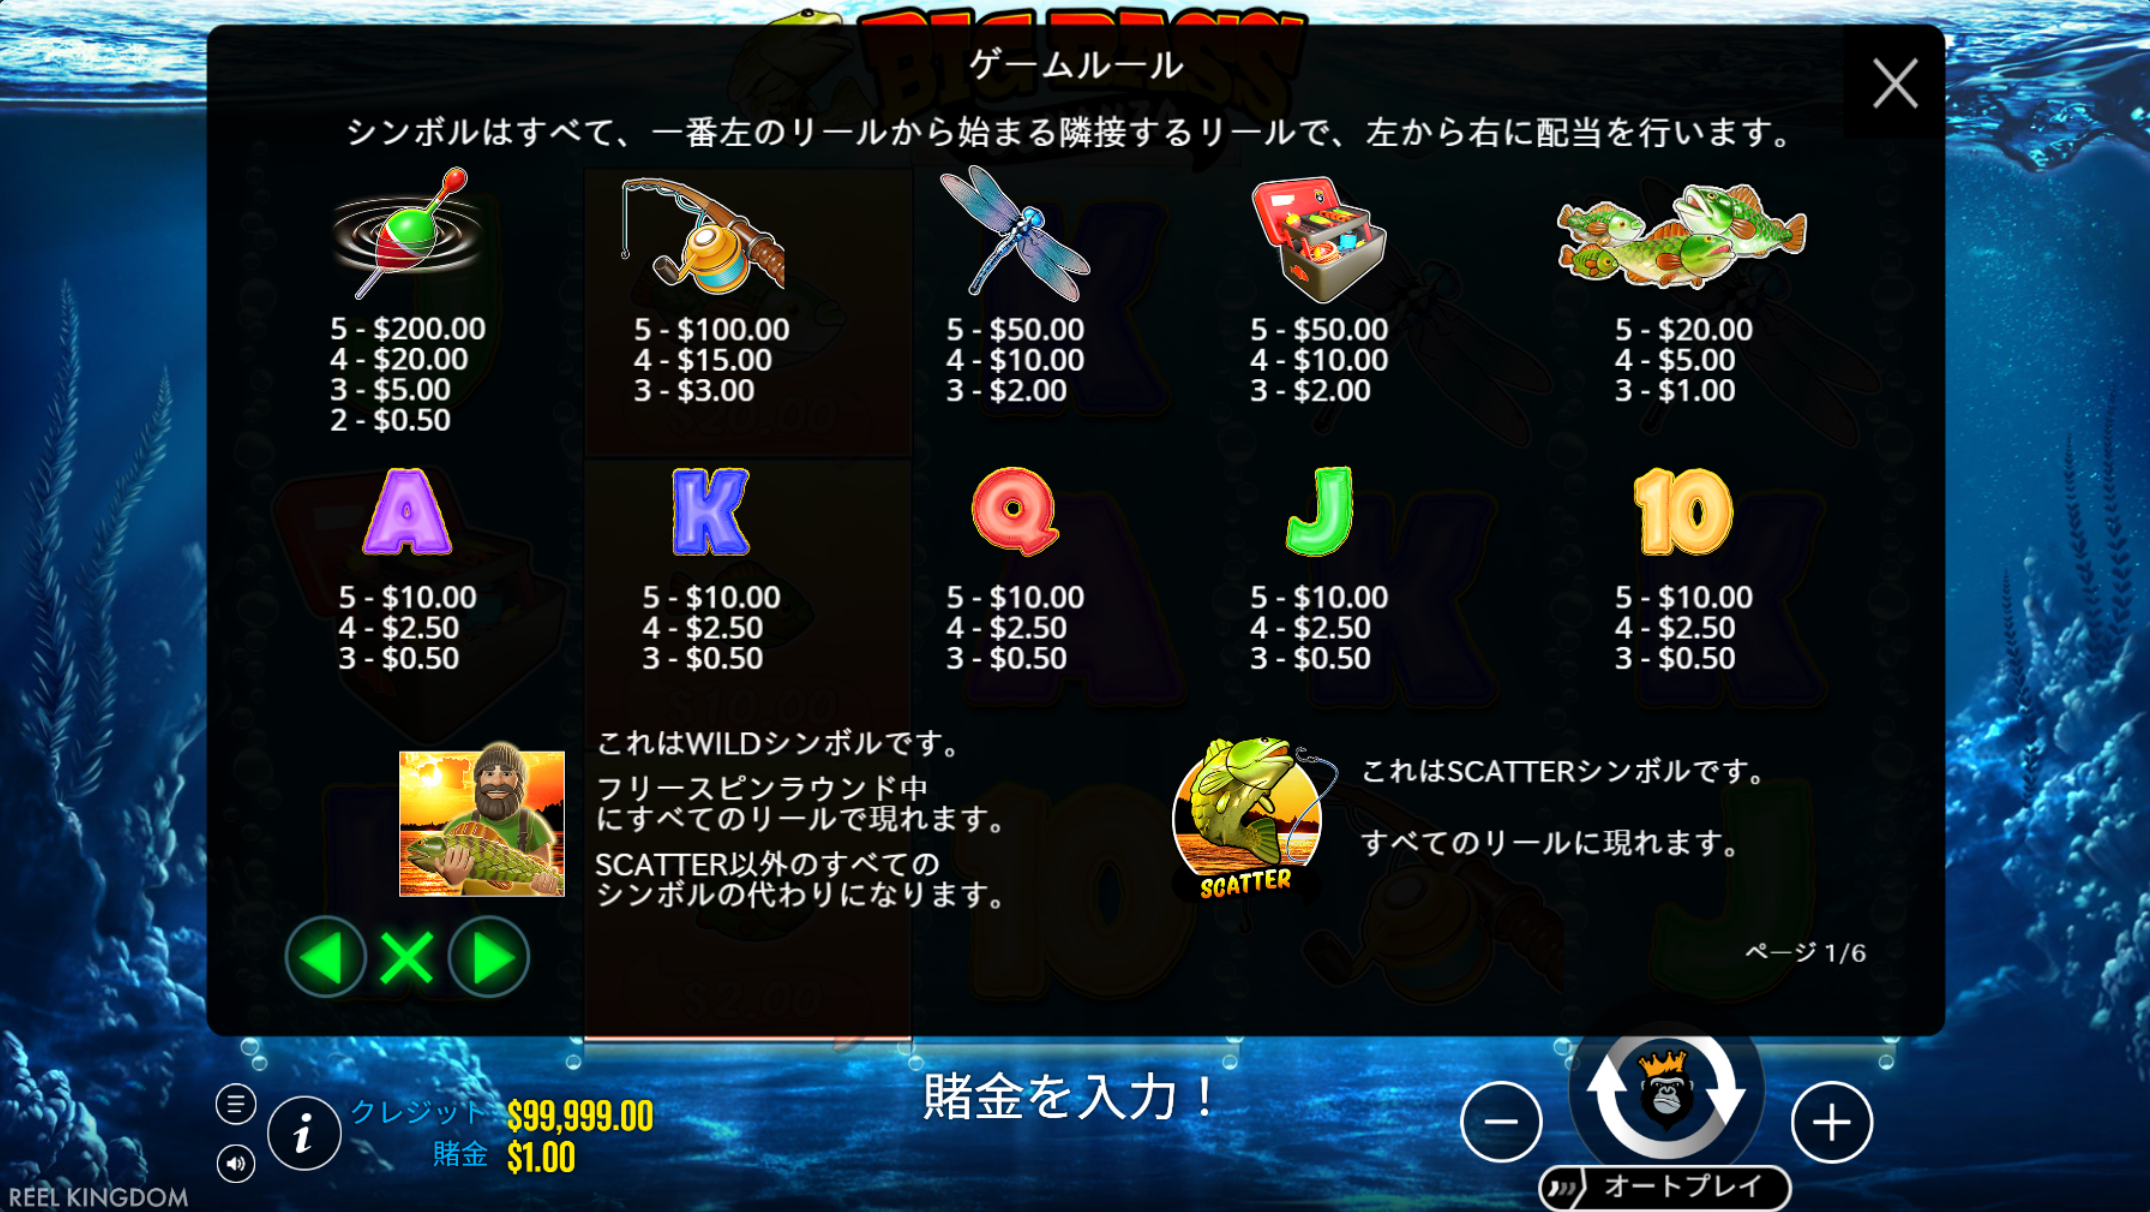 BIG BASS
ゲームルール
シンボルはすべて、一番左のリールから始まる隣接するリールで、左から右に配当を行います。
5 - $200.00
4 - $20.00
3 - $5.00
2 - $0.50
5 - $100.00
4 - $15.00
3 - $3.00
5 - $50.00
4 - $10.00
3 - $2.00
5 - $50.00
4 - $10.00
3 - $2.00
5 - $20.00
4 - $5.00
3 - $1.00
$20.00
A
K
Q
J
10
5 - $10.00
4 - $2.50
3 - $0.50
5 - $10.00
4 - $2.50
3 - $0.50
5 - $10.00
4 - $2.50
3 - $0.50
5 - $10.00
4 - $2.50
3 - $0.50
5 - $10.00
4 - $2.50
3 - $0.50
$10.00
これはWILDシンボルです。
フリースピンラウンド中
にすべてのリールで現れます。
SCATTER以外のすべての
シンボルの代わりになります。
SCATTER
これはSCATTERシンボルです。
すべてのリールに現れます。
$2.00
ページ 1/6
クレジット $99,999.00
賭金 $1.00
賭金を入力！
オートプレイ
REEL KINGDOM